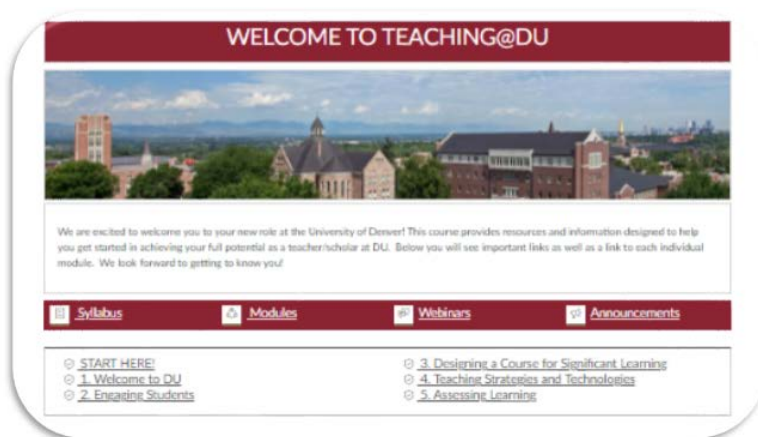 WELCOME TO TEACHING@DU
We are excited to welcome you to your new role at the University of Denver! This course provides resources and information designed to help
you get started in achieving your full potential as a teacher/scholar at DU. Below you will see important links as well as a link to each individual
module. We look forward to getting to know you!
Syllabus Modules Webinars Announcements
START HERE!
1. Welcome to DU
2. Engaging Students
3. Designing a Course for Significant Learning
4. Teaching Strategies and Technologies
5. Assessing Learning